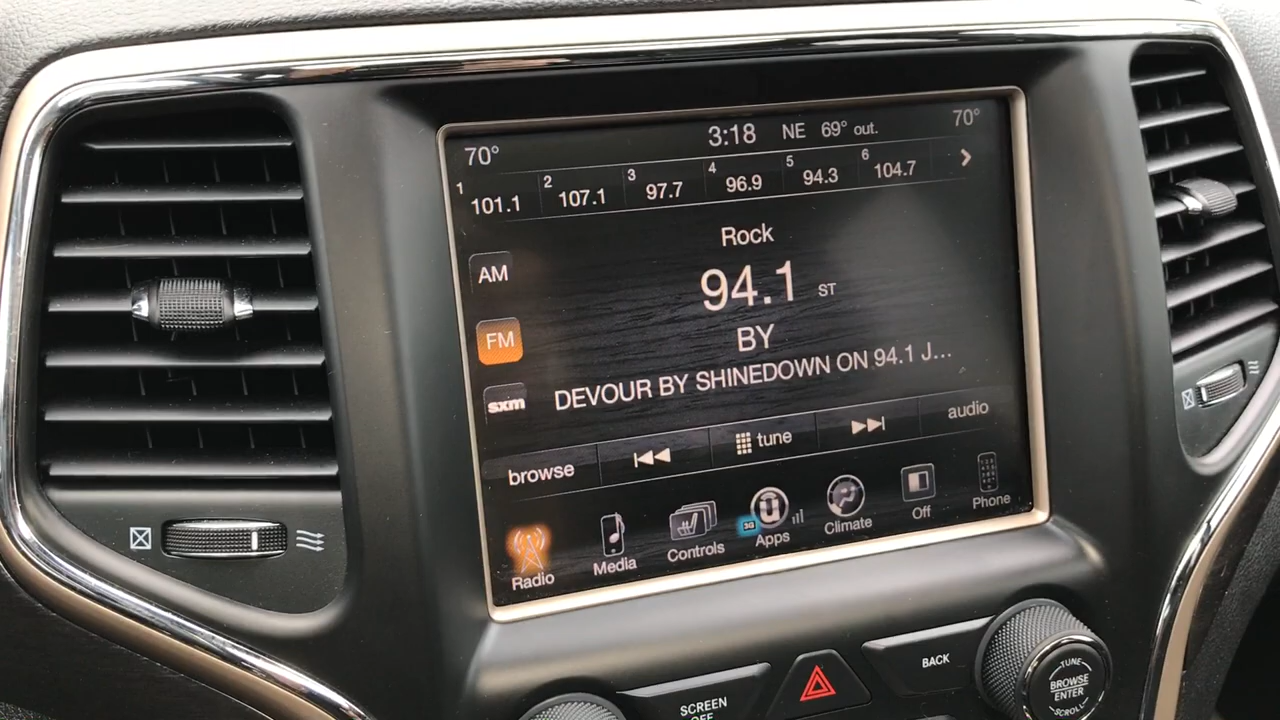 70° 3:18 NE 69° out. 70°
1 101.1 2 107.1 3 97.7 4 96.9 5 94.3 6 104.7
Rock
AM
94.1 ST
FM
BY
sxm
DEVOUR BY SHINEDOWN ON 94.1 J...
browse tune audio
Radio Media Controls 3G Apps Climate Off Phone
SCREEN
OFF
BACK
TUNE
BROWSE
ENTER
SCROLL